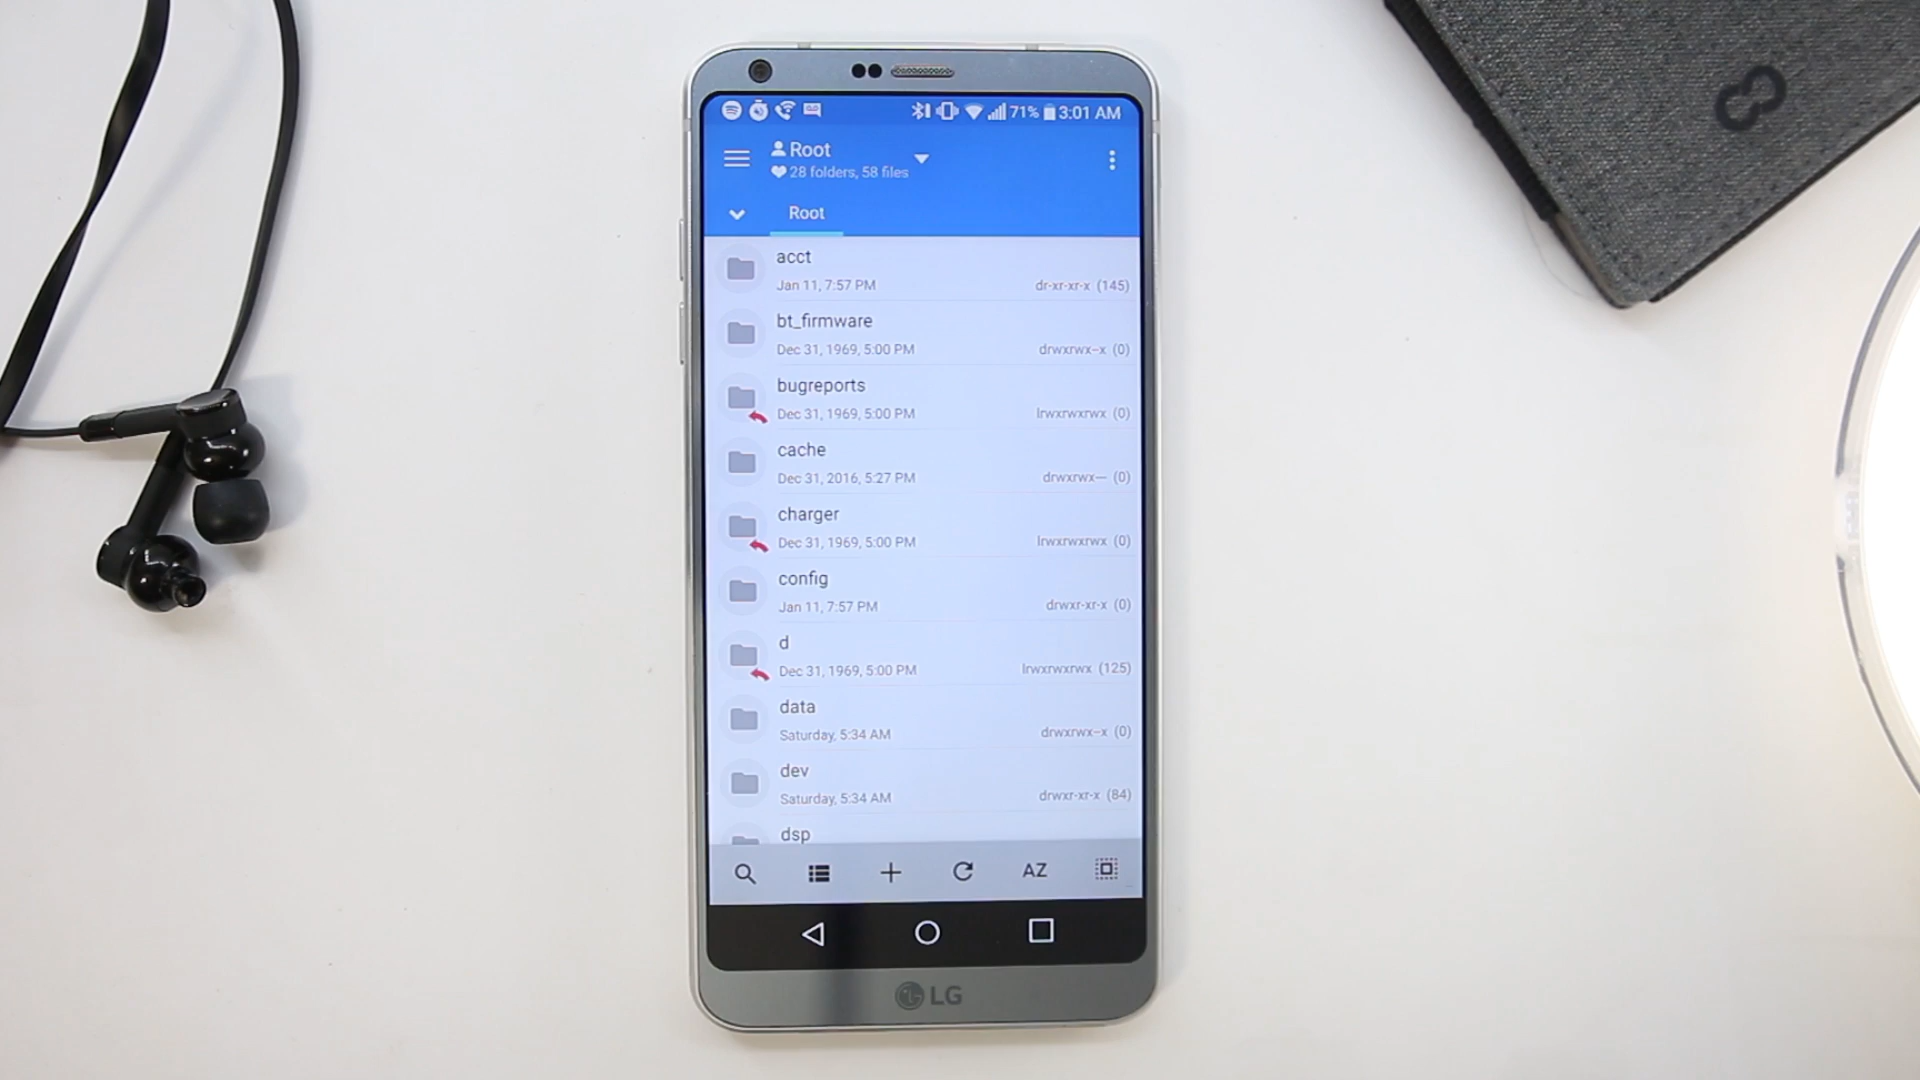 71% 3:01 AM
Root
28 folders, 58 files
Root
acct
Jan 11, 7:57 PM dr-xr-xr-x (145)
bt_firmware
Dec 31, 1969, 5:00 PM drwxrwx--x (0)
bugreports
Dec 31, 1969, 5:00 PM lrwxrwxrwx (0)
cache
Dec 31, 2016, 5:27 PM drwxrwx--- (0)
charger
Dec 31, 1969, 5:00 PM lrwxrwxrwx (0)
config
Jan 11, 7:57 PM drwxr-xr-x (0)
d
Dec 31, 1969, 5:00 PM lrwxrwxrwx (125)
data
Saturday, 5:34 AM drwxrwx--x (0)
dev
Saturday, 5:34 AM drwxr-xr-x (84)
dsp
AZ
LG